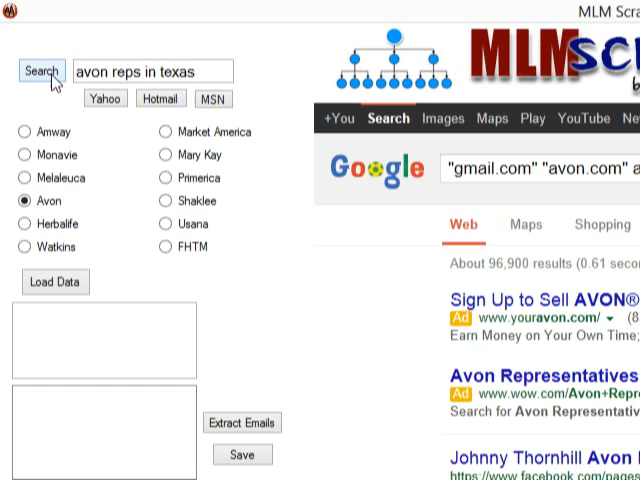 MLM Scra
Search
avon reps in texas
Yahoo
Hotmail
MSN
Amway
Market America
Monavie
Mary Kay
Melaleuca
Primerica
Avon
Shaklee
Herbalife
Usana
Watkins
FHTM
Load Data
Extract Emails
Save
MLM SCR
b
+You Search Images Maps Play YouTube Ne
Google
"gmail.com" "avon.com" a
Web Maps Shopping
About 96,900 results (0.61 seco
Sign Up to Sell AVON®
Ad www.youravon.com/ (8
Earn Money on Your Own Time;
Avon Representatives
Ad www.wow.com/Avon+Repre
Search for Avon Representativ
Johnny Thornhill Avon
https://www.facebook.com/pages